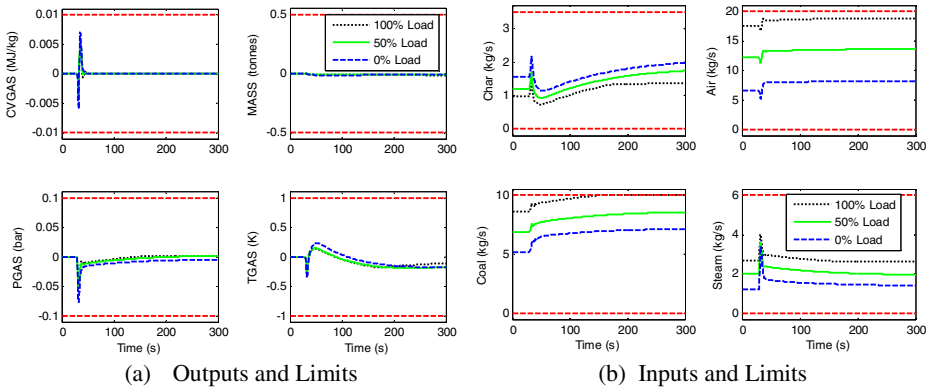 CVGAS (MJ/kg)
0.01
0.005
0
-0.005
-0.01
0 100 200 300
MASS (tonnes)
0.5
0
-0.5
0 100 200 300
100% Load
50% Load
0% Load
Char (kg/s)
3
2
1
0
0 100 200 300
Air (kg/s)
20
15
10
5
0
0 100 200 300
PGAS (bar)
0.1
0.05
0
-0.05
-0.1
0 100 200 300
Time (s)
TGAS (K)
1
0.5
0
-0.5
-1
0 100 200 300
Time (s)
Coal (kg/s)
10
5
0
0 100 200 300
Time (s)
Steam (kg/s)
6
4
2
0
0 100 200 300
Time (s)
100% Load
50% Load
0% Load
(a) Outputs and Limits
(b) Inputs and Limits